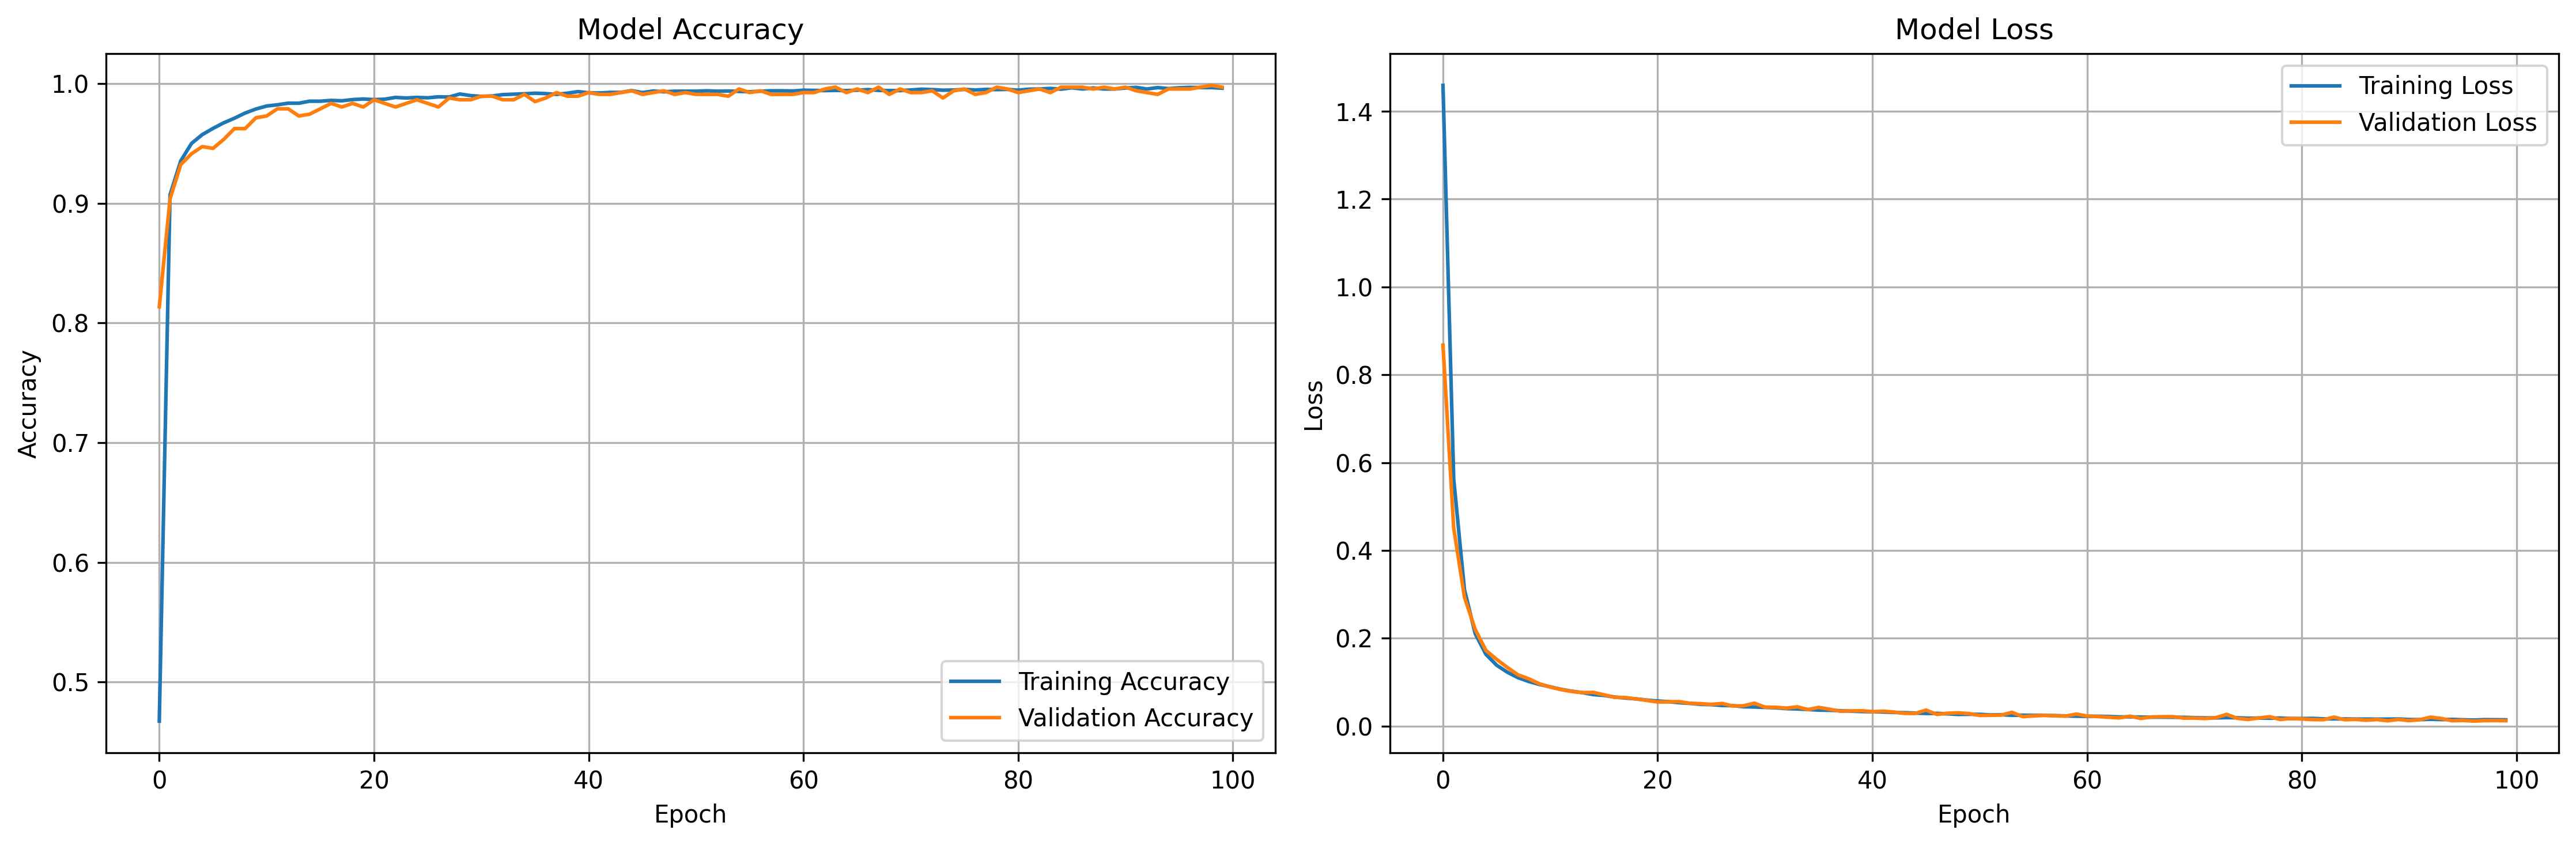 Model Accuracy
1.0
0.9
0.8
0.7
0.6
0.5
Accuracy
0 20 40 60 80 100
Epoch
Training Accuracy
Validation Accuracy
Model Loss
1.4
1.2
1.0
0.8
0.6
0.4
0.2
0.0
Loss
0 20 40 60 80 100
Epoch
Training Loss
Validation Loss